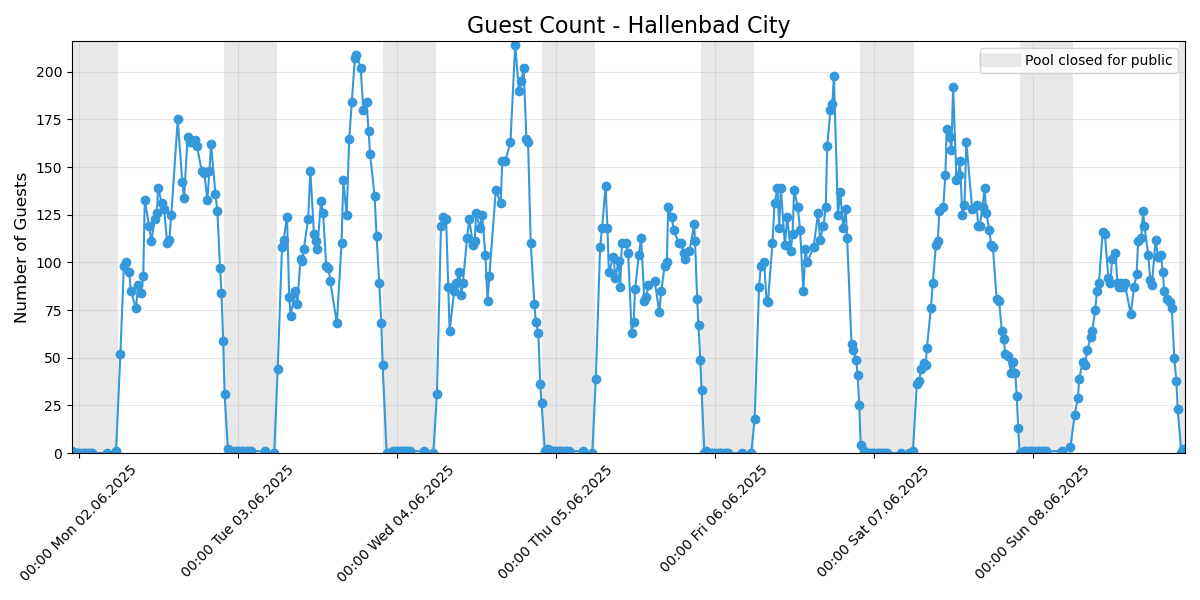 Guest Count - Hallenbad City
Pool closed for public
Number of Guests
200
175
150
125
100
75
50
25
0
00:00 Mon 02.06.2025
00:00 Tue 03.06.2025
00:00 Wed 04.06.2025
00:00 Thu 05.06.2025
00:00 Fri 06.06.2025
00:00 Sat 07.06.2025
00:00 Sun 08.06.2025